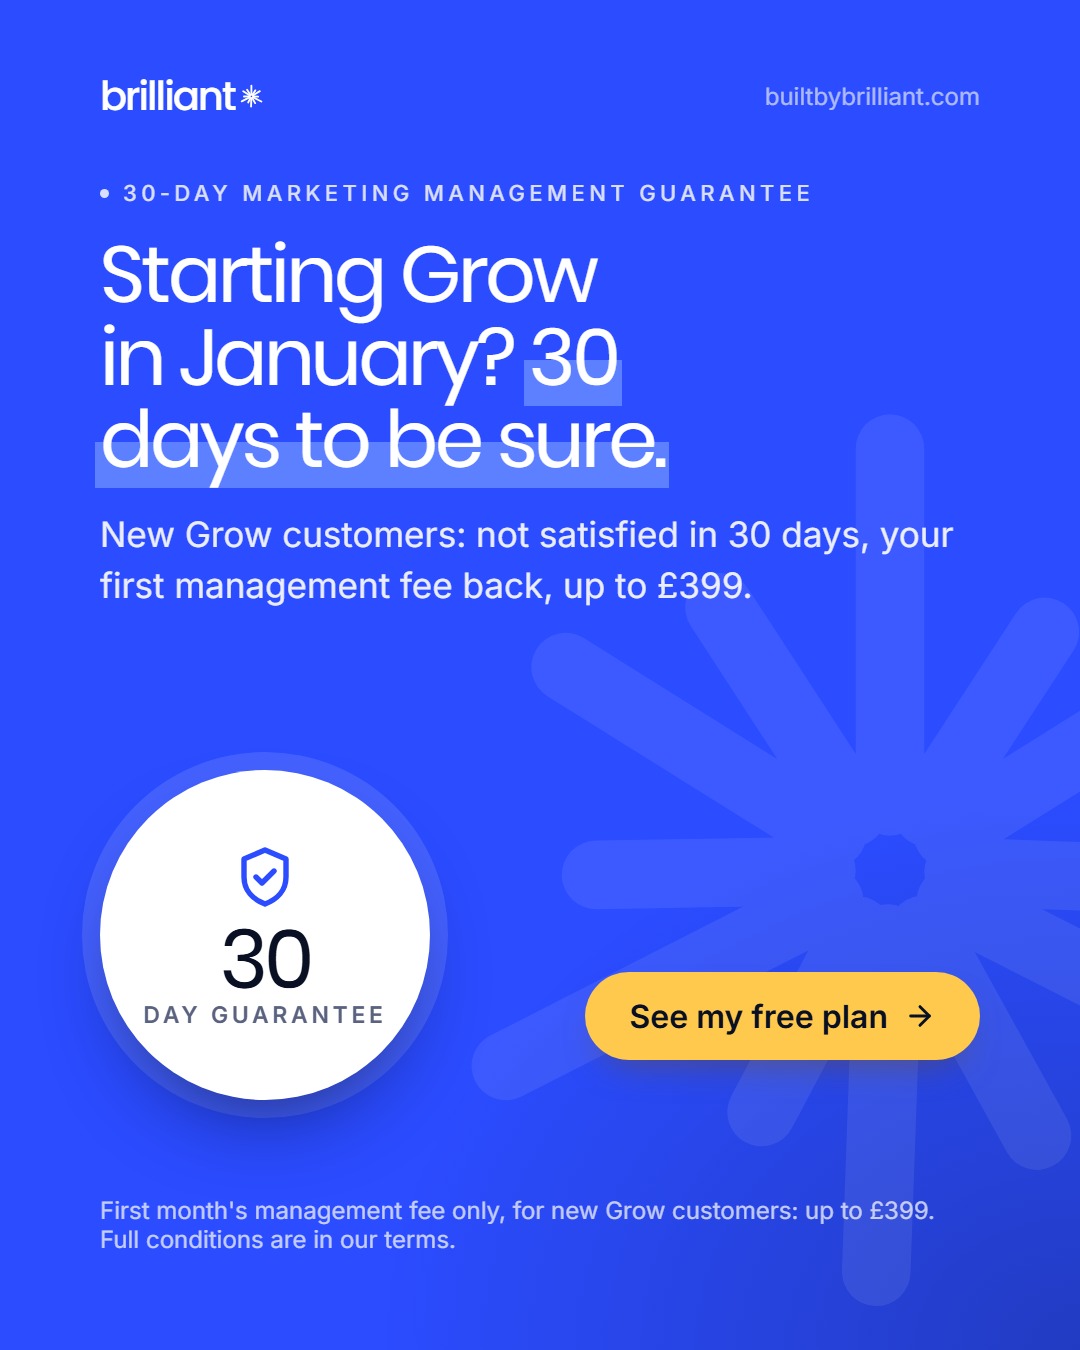 brilliant
builtbybrilliant.com
• 30-DAY MARKETING MANAGEMENT GUARANTEE
Starting Grow
in January? 30
days to be sure.
New Grow customers: not satisfied in 30 days, your
first management fee back, up to £399.
30
DAY GUARANTEE
See my free plan →
First month's management fee only, for new Grow customers: up to £399.
Full conditions are in our terms.